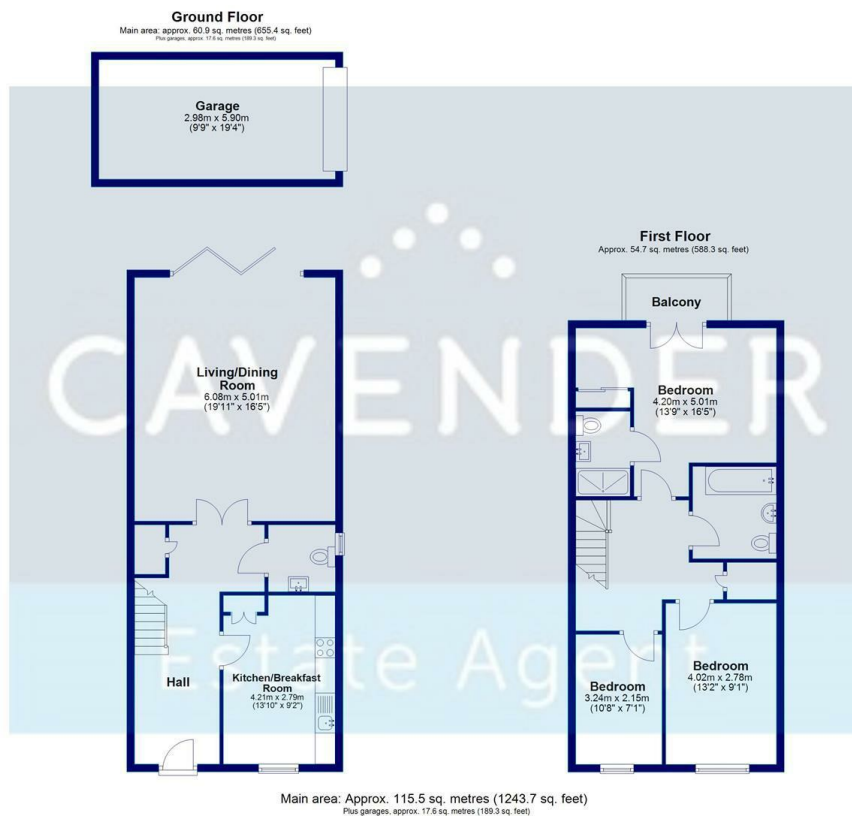 Ground Floor
Main area: approx. 60.9 sq. metres (655.4 sq. feet)
Plus garages, approx. 17.6 sq. metres (189.3 sq. feet)
Garage
2.98m x 5.90m
(9'9" x 19'4")
First Floor
Approx. 54.7 sq. metres (588.3 sq. feet)
Balcony
CAVENDER
Living/Dining
Room
6.08m x 5.01m
(19'11" x 16'5")
Bedroom
4.20m x 5.01m
(13'9" x 16'5")
Estate Agent
Hall
Kitchen/Breakfast
Room
4.21m x 2.79m
(13'10" x 9'2")
Bedroom
3.24m x 2.15m
(10'8" x 7'1")
Bedroom
4.02m x 2.78m
(13'2" x 9'1")
Main area: Approx. 115.5 sq. metres (1243.7 sq. feet)
Plus garages, approx. 17.6 sq. metres (189.3 sq. feet)